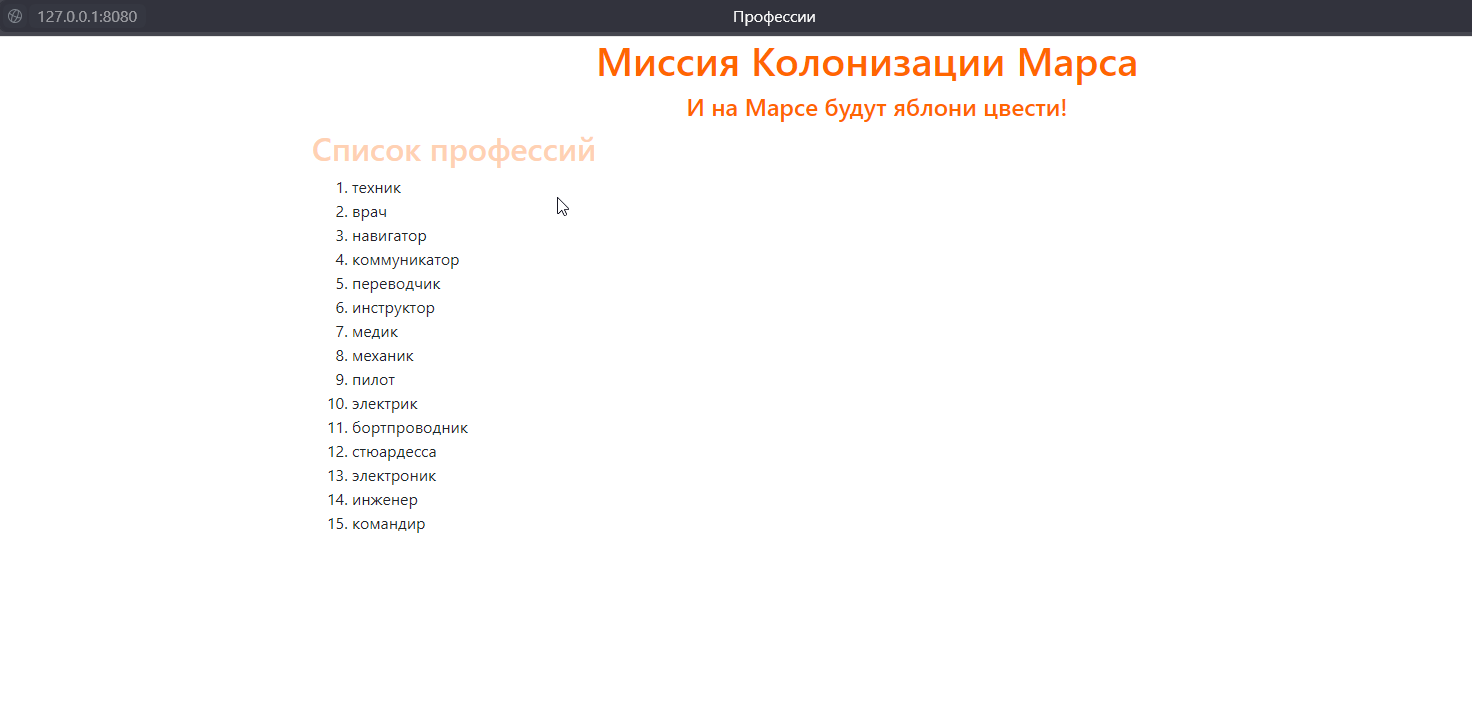 127.0.0.1:8080 Профессии
Миссия Колонизации Марса
И на Марсе будут яблони цвести!
Список профессий
1. техник
2. врач
3. навигатор
4. коммуникатор
5. переводчик
6. инструктор
7. медик
8. механик
9. пилот
10. электрик
11. бортпроводник
12. стюардесса
13. электроник
14. инженер
15. командир